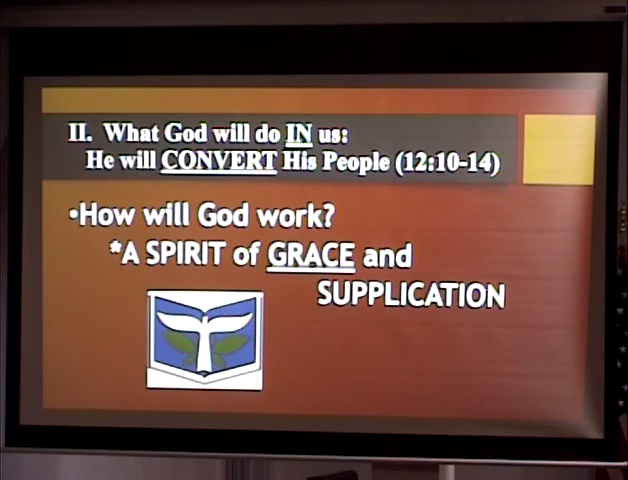 II. What God will do IN us:
He will CONVERT His People (12:10-14)
•How will God work?
*A SPIRIT of GRACE and
SUPPLICATION